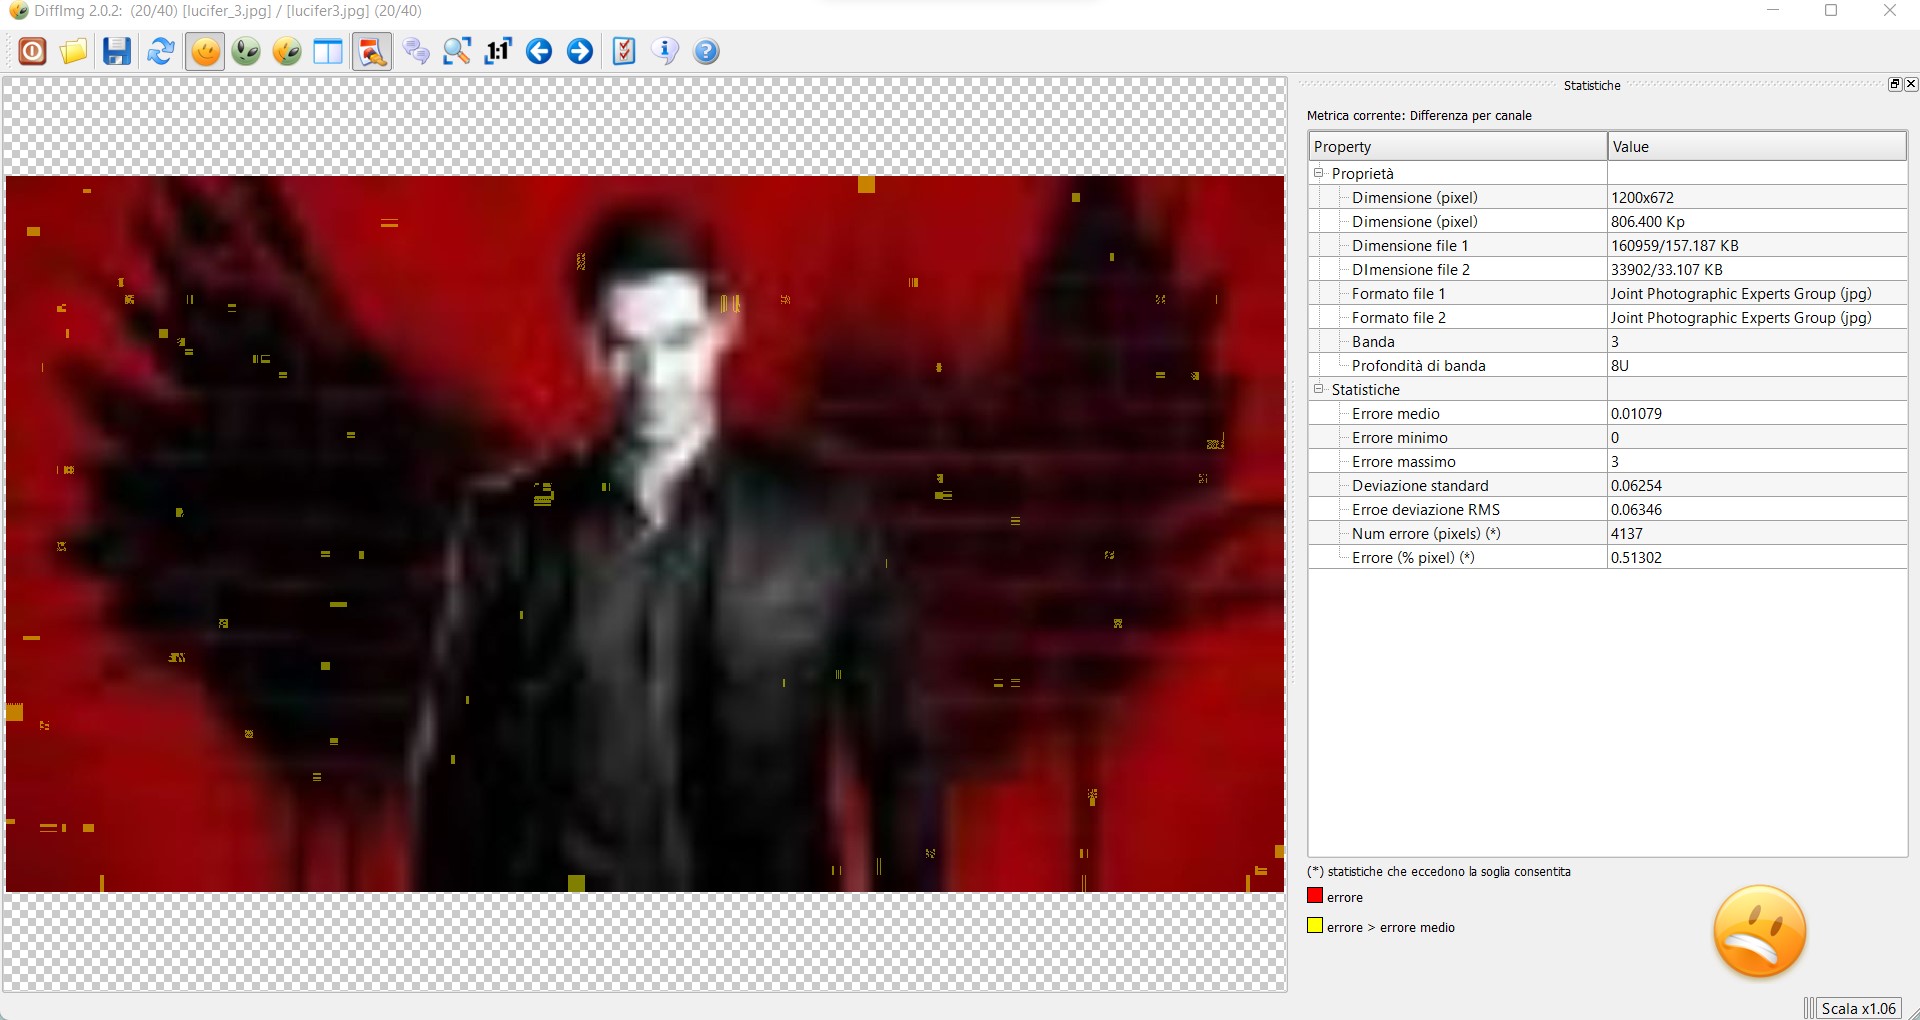 DiffImg 2.0.2: (20/40) [lucifer_3.jpg] / [lucifer3.jpg] (20/40)
1:1
Statistiche
Metrica corrente: Differenza per canale
Property Value
Proprietà
Dimensione (pixel) 1200x672
Dimensione (pixel) 806.400 Kp
Dimensione file 1 160959/157.187 KB
DImensione file 2 33902/33.107 KB
Formato file 1 Joint Photographic Experts Group (jpg)
Formato file 2 Joint Photographic Experts Group (jpg)
Banda 3
Profondità di banda 8U
Statistiche
Errore medio 0.01079
Errore minimo 0
Errore massimo 3
Deviazione standard 0.06254
Erroe deviazione RMS 0.06346
Num errore (pixels) (*) 4137
Errore (% pixel) (*) 0.51302
(*) statistiche che eccedono la soglia consentita
errore
errore > errore medio
Scala x1.06